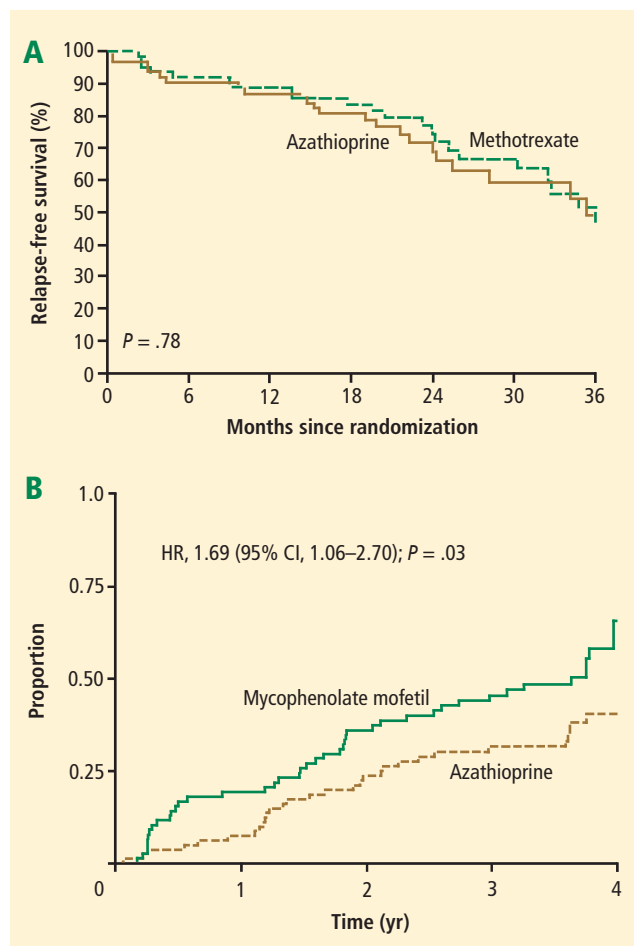 A
100
90
80
70
60
50
40
30
20
10
0
Relapse-free survival (%)
Azathioprine
Methotrexate
P = .78
0 6 12 18 24 30 36
Months since randomization
B
1.0
0.75
0.50
0.25
Proportion
HR, 1.69 (95% CI, 1.06–2.70); P = .03
Mycophenolate mofetil
Azathioprine
0 1 2 3 4
Time (yr)